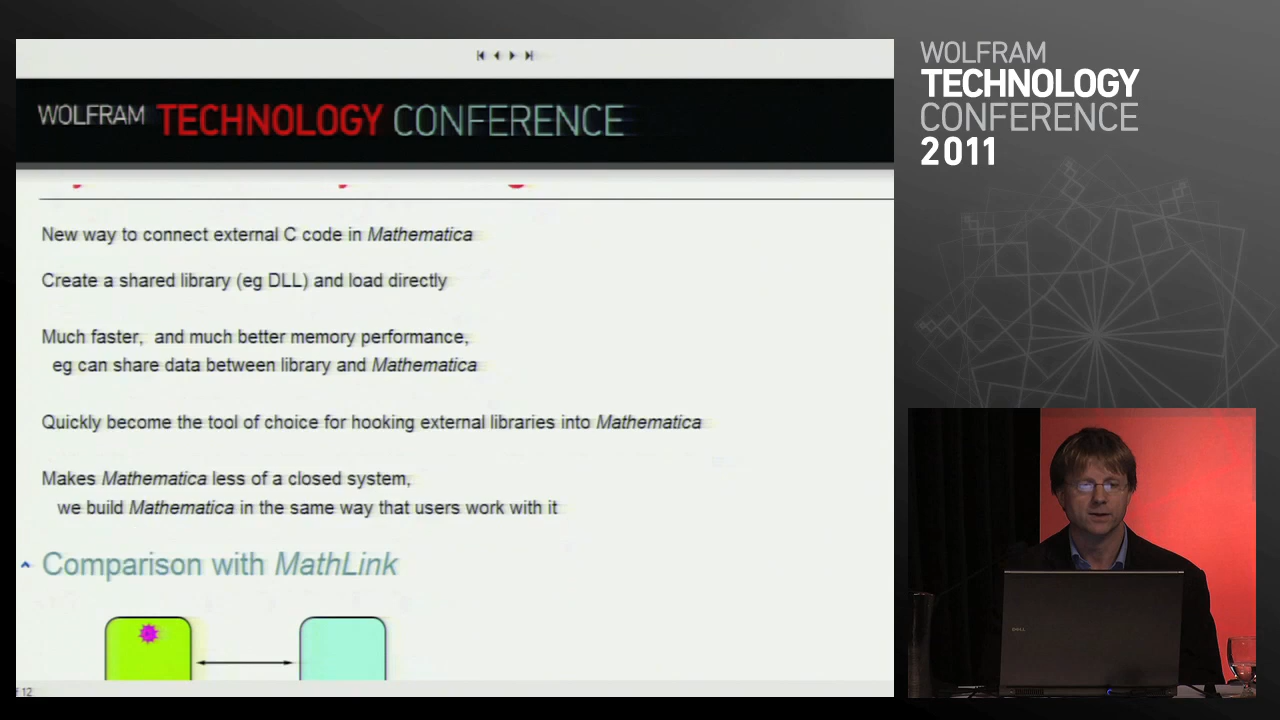 WOLFRAM TECHNOLOGY CONFERENCE
New way to connect external C code in Mathematica
Create a shared library (eg DLL) and load directly
Much faster, and much better memory performance,
eg can share data between library and Mathematica
Quickly become the tool of choice for hooking external libraries into Mathematica
Makes Mathematica less of a closed system,
we build Mathematica in the same way that users work with it
Comparison with MathLink
12
WOLFRAM
TECHNOLOGY
CONFERENCE
2011
DELL